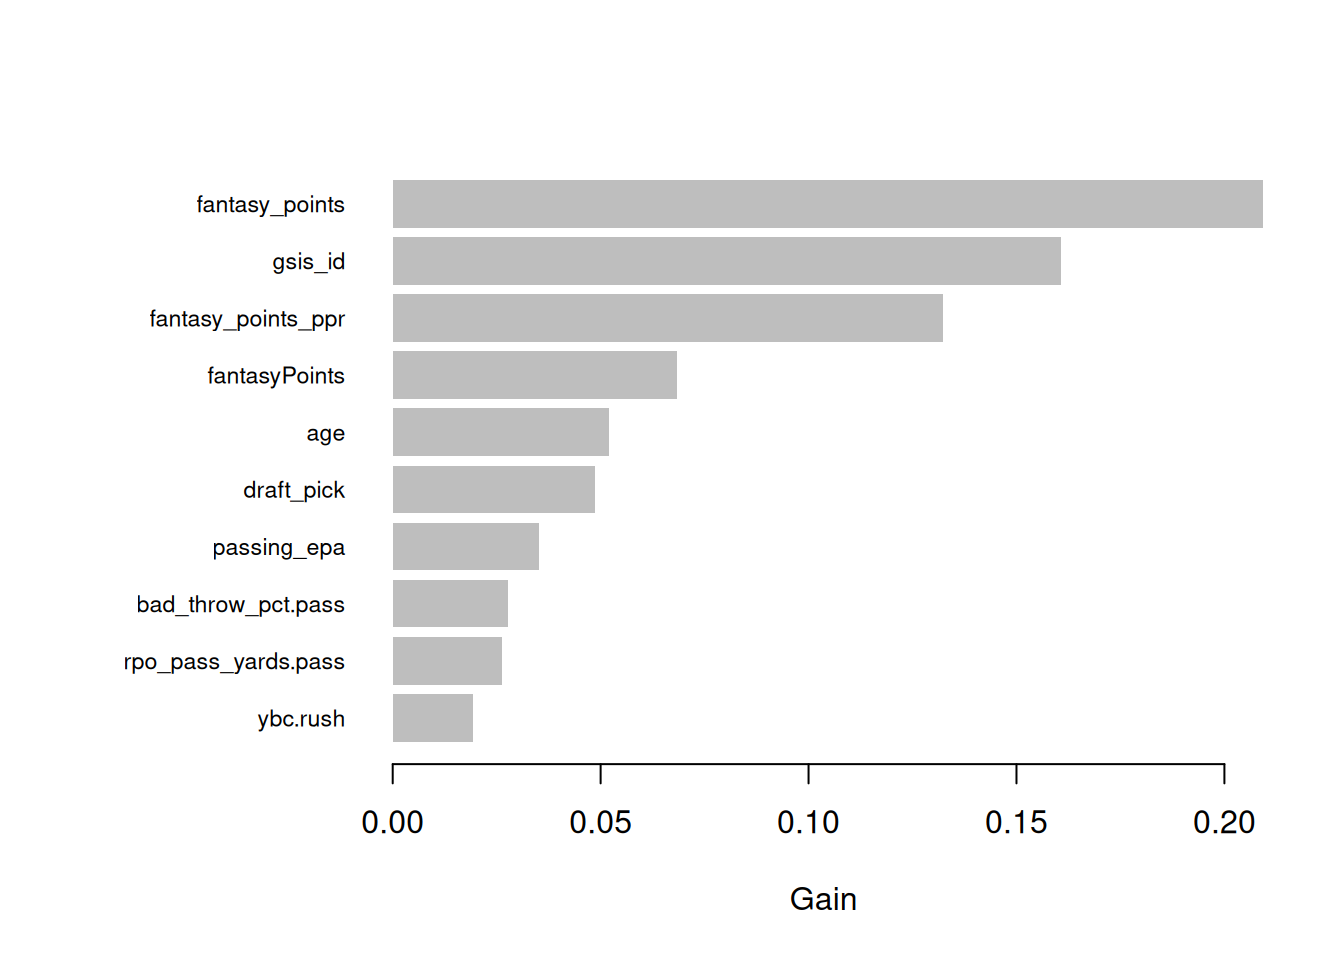 fantasy_points
gsis_id
fantasy_points_ppr
fantasyPoints
age
draft_pick
passing_epa
bad_throw_pct.pass
rpo_pass_yards.pass
ybc.rush
0.00 0.05 0.10 0.15 0.20
Gain